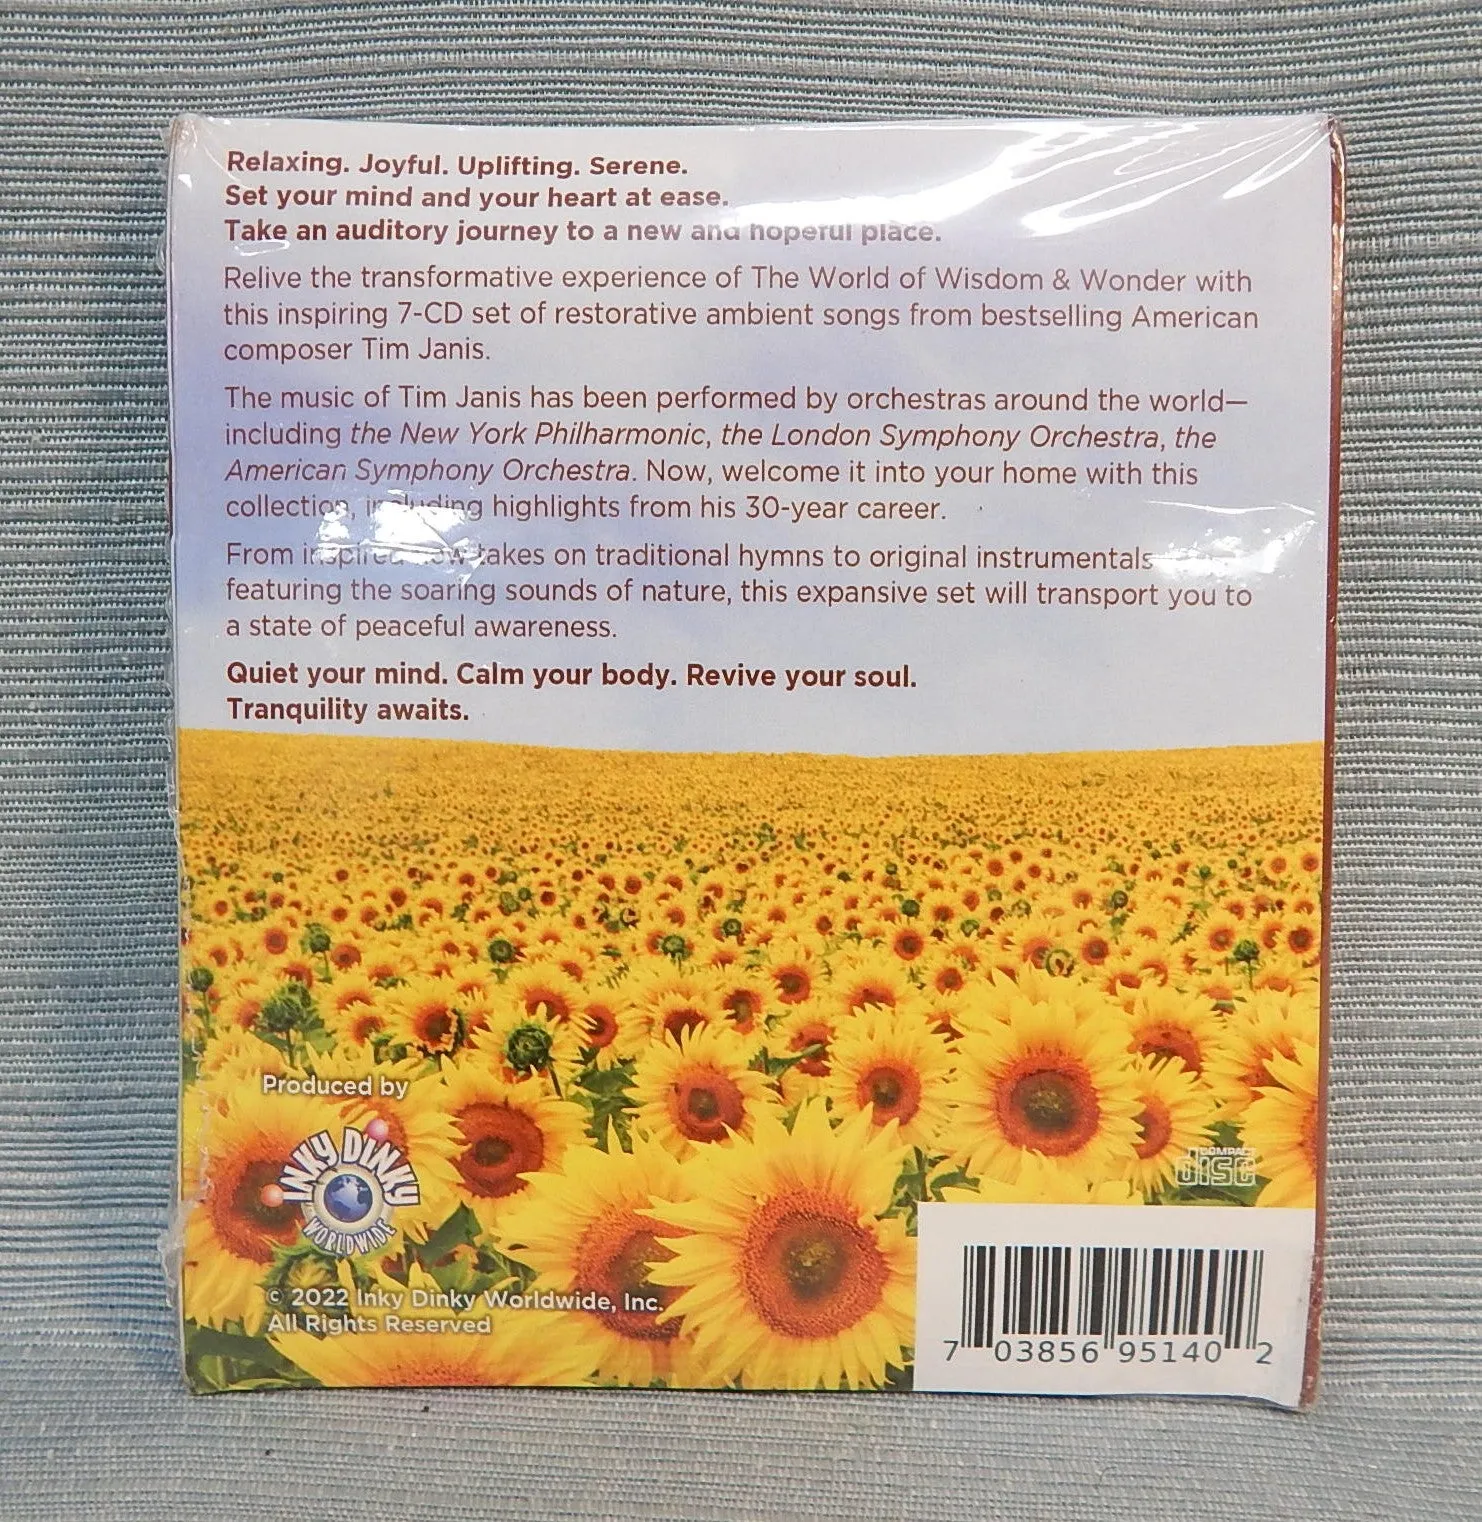 Relaxing. Joyful. Uplifting. Serene.
Set your mind and your heart at ease.
Take an auditory journey to a new and hopeful place.
Relive the transformative experience of The World of Wisdom & Wonder with
this inspiring 7-CD set of restorative ambient songs from bestselling American
composer Tim Janis.
The music of Tim Janis has been performed by orchestras around the world—
including the New York Philharmonic, the London Symphony Orchestra, the
American Symphony Orchestra. Now, welcome it into your home with this
collection, including highlights from his 30-year career.
From inspired new takes on traditional hymns to original instrumentals
featuring the soaring sounds of nature, this expansive set will transport you to
a state of peaceful awareness.
Quiet your mind. Calm your body. Revive your soul.
Tranquility awaits.
Produced by
INKY DINKY
WORLDWIDE
COMPACT
disc
© 2022 Inky Dinky Worldwide, Inc.
All Rights Reserved
7 03856 95140 2